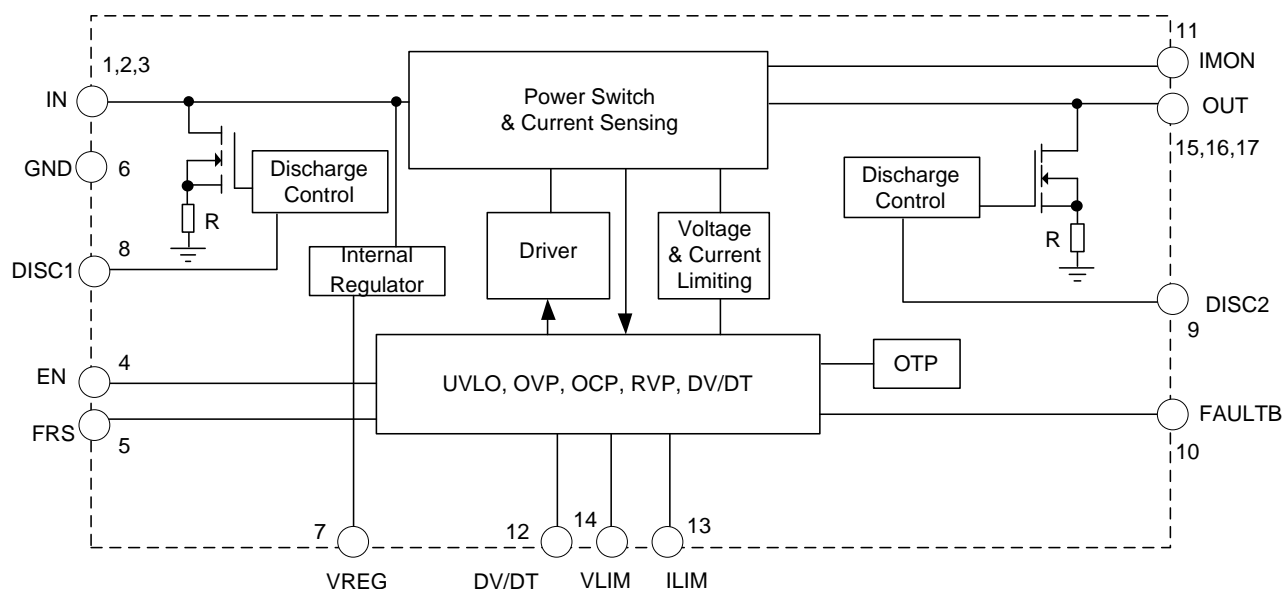 11
1,2,3
IMON
IN
Power Switch
& Current Sensing
OUT
GND
6
Discharge
Control
15,16,17
Discharge
Control
R
8
Voltage
& Current
Limiting
R
DISC1
Internal
Regulator
Driver
DISC2
9
4
EN
UVLO, OVP, OCP, RVP, DV/DT
OTP
FRS
5
FAULTB
10
7
12
14
13
VREG
DV/DT
VLIM
ILIM